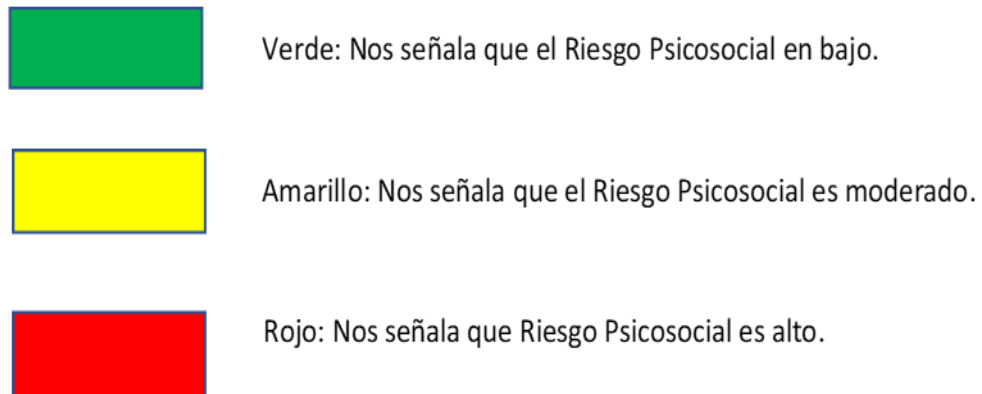 Verde: Nos señala que el Riesgo Psicosocial en bajo.
Amarillo: Nos señala que el Riesgo Psicosocial es moderado.
Rojo: Nos señala que Riesgo Psicosocial es alto.